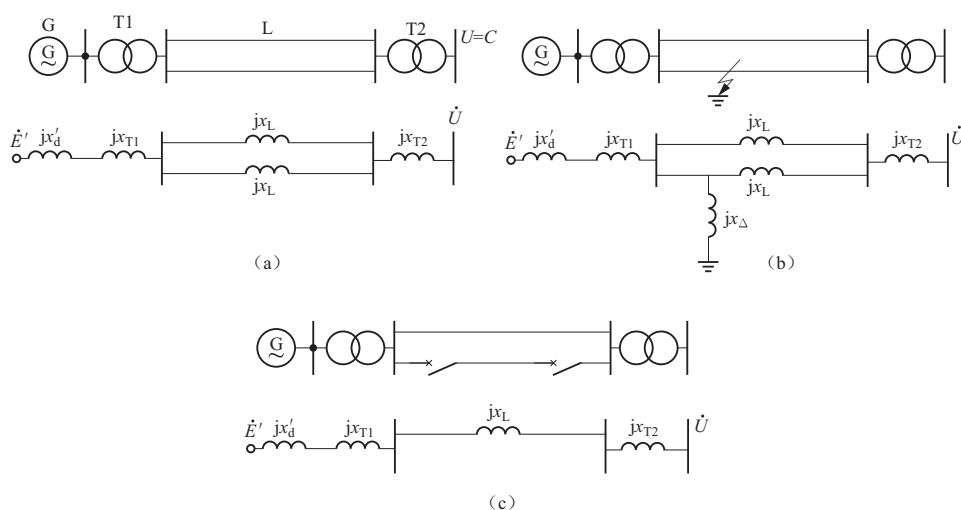 G T1 L T2 U=C
G
~
Ė′ jx′d jxT1 jxL jxT2 U̇
jxL
(a)
G
~
Ė′ jx′d jxT1 jxL jxT2 U̇
jxL
jxΔ
(b)
G
~
Ė′ jx′d jxT1 jxL jxT2 U̇
(c)